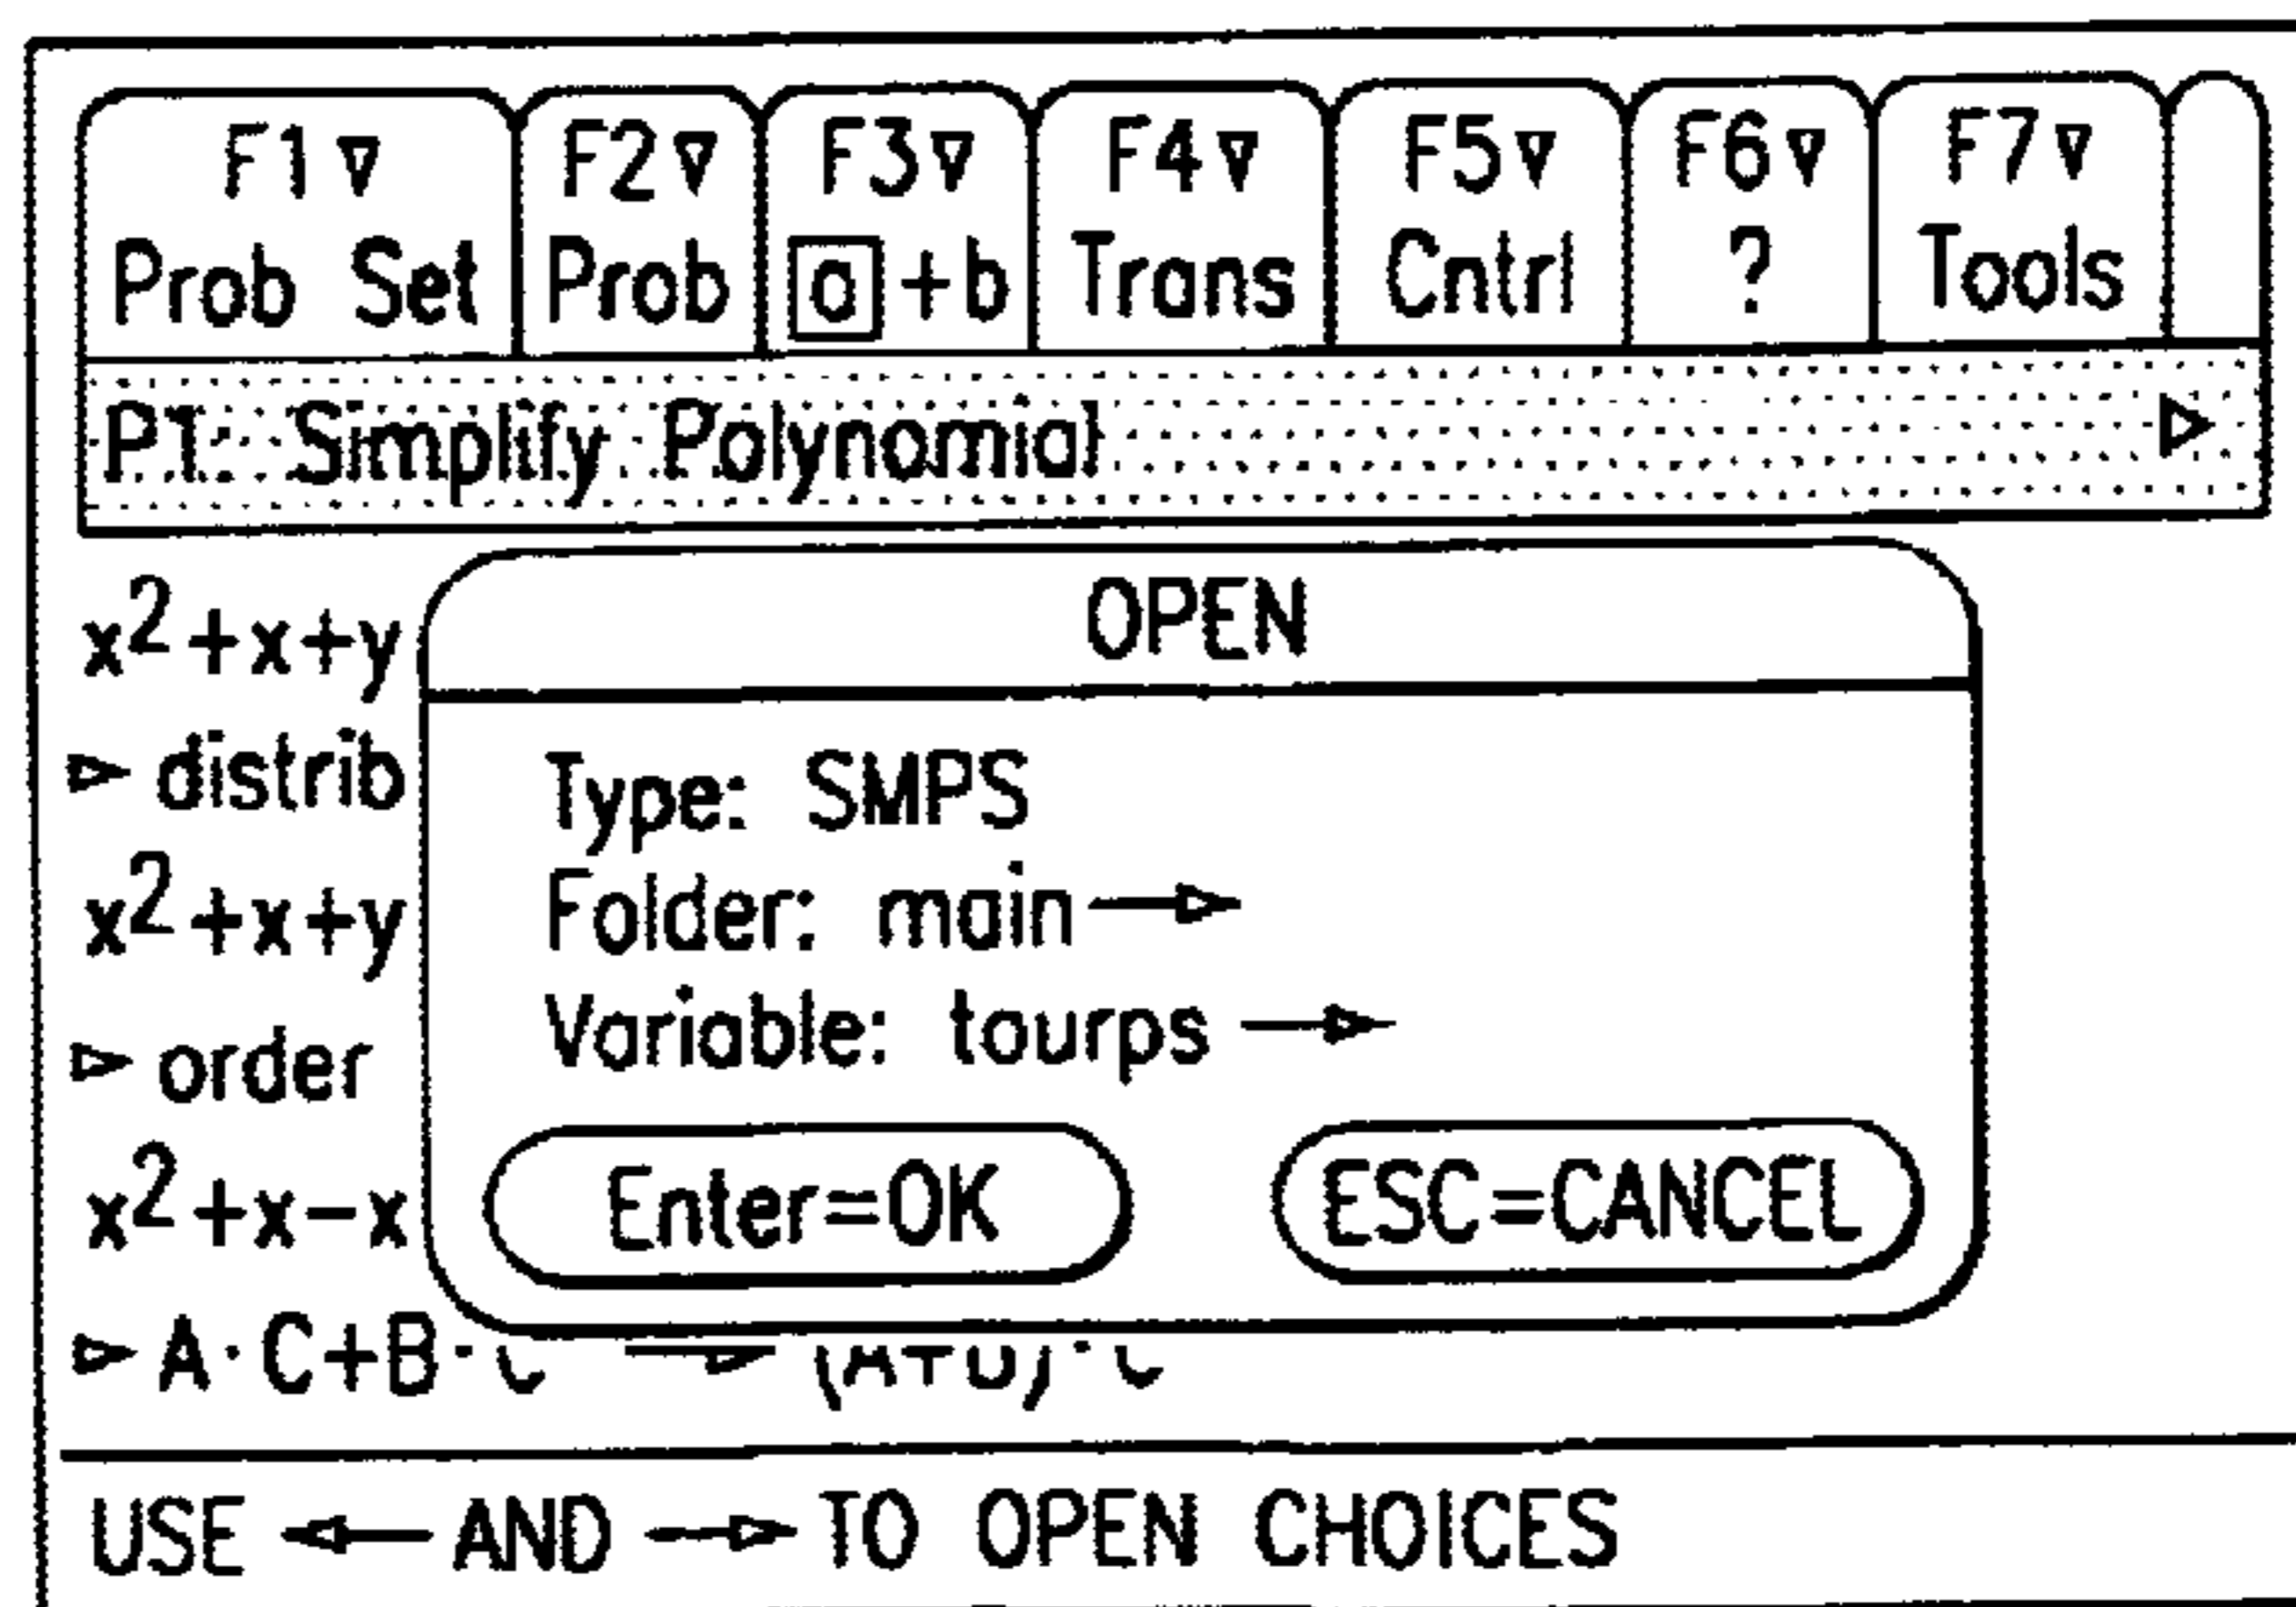 F1 F2 F3 F4 F5 F6 F7
Prob Set Prob a+b Trans Cntrl ? Tools
P1: Simplify Polynomial
x²+x+y
distrib
x²+x+y
order
x²+x-x
A·C+B·C
OPEN
Type: SMPS
Folder: main →
Variable: tourps →
Enter=OK ESC=CANCEL
USE ← AND → TO OPEN CHOICES